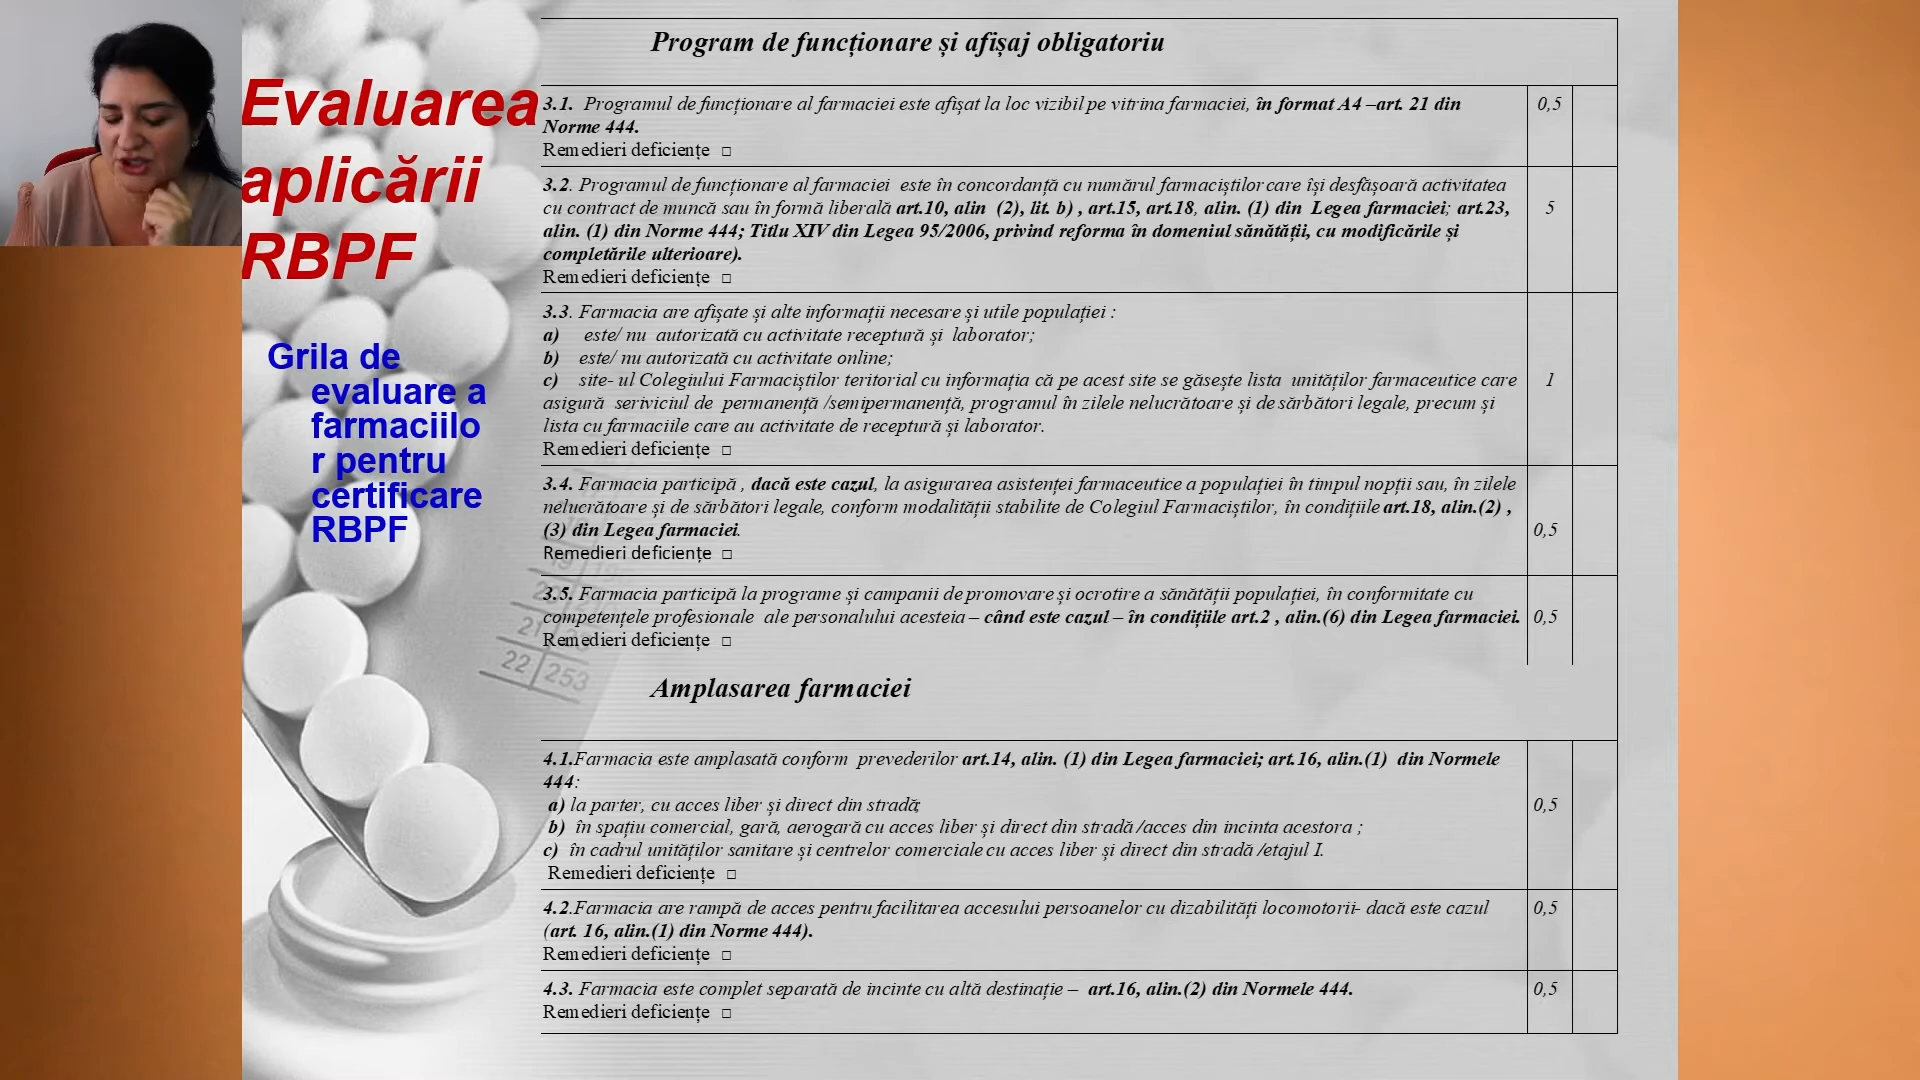 Evaluarea
aplicării
RBPF
Grila de
evaluare a
farmaciilo
r pentru
certificare
RBPF
Program de funcționare și afișaj obligatoriu
3.1. Programul de funcționare al farmaciei este afișat la loc vizibil pe vitrina farmaciei, în format A4 –art. 21 din
Norme 444.
Remedieri deficiențe □
0,5
3.2. Programul de funcționare al farmaciei este în concordanță cu numărul farmaciștilor care își desfășoară activitatea
cu contract de muncă sau în formă liberală art.10, alin (2), lit. b) , art.15, art.18, alin. (1) din Legea farmaciei; art.23,
alin. (1) din Norme 444; Titlu XIV din Legea 95/2006, privind reforma în domeniul sănătății, cu modificările și
completările ulterioare).
Remedieri deficiențe □
5
3.3. Farmacia are afișate și alte informații necesare și utile populației :
a) este/ nu autorizată cu activitate receptură și laborator;
b) este/ nu autorizată cu activitate online;
c) site- ul Colegiului Farmaciștilor teritorial cu informația că pe acest site se găsește lista unităților farmaceutice care
asigură seriviciul de permanență /semipermanență, programul în zilele nelucrătoare și de sărbători legale, precum și
lista cu farmaciile care au activitate de receptură și laborator.
Remedieri deficiențe □
1
3.4. Farmacia participă , dacă este cazul, la asigurarea asistenței farmaceutice a populației în timpul nopții sau, în zilele
nelucrătoare și de sărbători legale, conform modalității stabilite de Colegiul Farmaciștilor, în condițiile art.18, alin.(2) ,
(3) din Legea farmaciei.
Remedieri deficiențe □
0,5
3.5. Farmacia participă la programe și campanii de promovare și ocrotire a sănătății populației, în conformitate cu
competențele profesionale ale personalului acesteia – când este cazul – în condițiile art.2 , alin.(6) din Legea farmaciei.
Remedieri deficiențe □
0,5
21
22 253
Amplasarea farmaciei
4.1.Farmacia este amplasată conform prevederilor art.14, alin. (1) din Legea farmaciei; art.16, alin.(1) din Normele
444:
a) la parter, cu acces liber și direct din stradă;
b) în spațiu comercial, gară, aerogară cu acces liber și direct din stradă /acces din incinta acestora ;
c) în cadrul unităților sanitare și centrelor comerciale cu acces liber și direct din stradă /etajul I.
Remedieri deficiențe □
0,5
4.2.Farmacia are rampă de acces pentru facilitarea accesului persoanelor cu dizabilități locomotorii- dacă este cazul
(art. 16, alin.(1) din Norme 444).
Remedieri deficiențe □
0,5
4.3. Farmacia este complet separată de incinte cu altă destinație – art.16, alin.(2) din Normele 444.
Remedieri deficiențe □
0,5